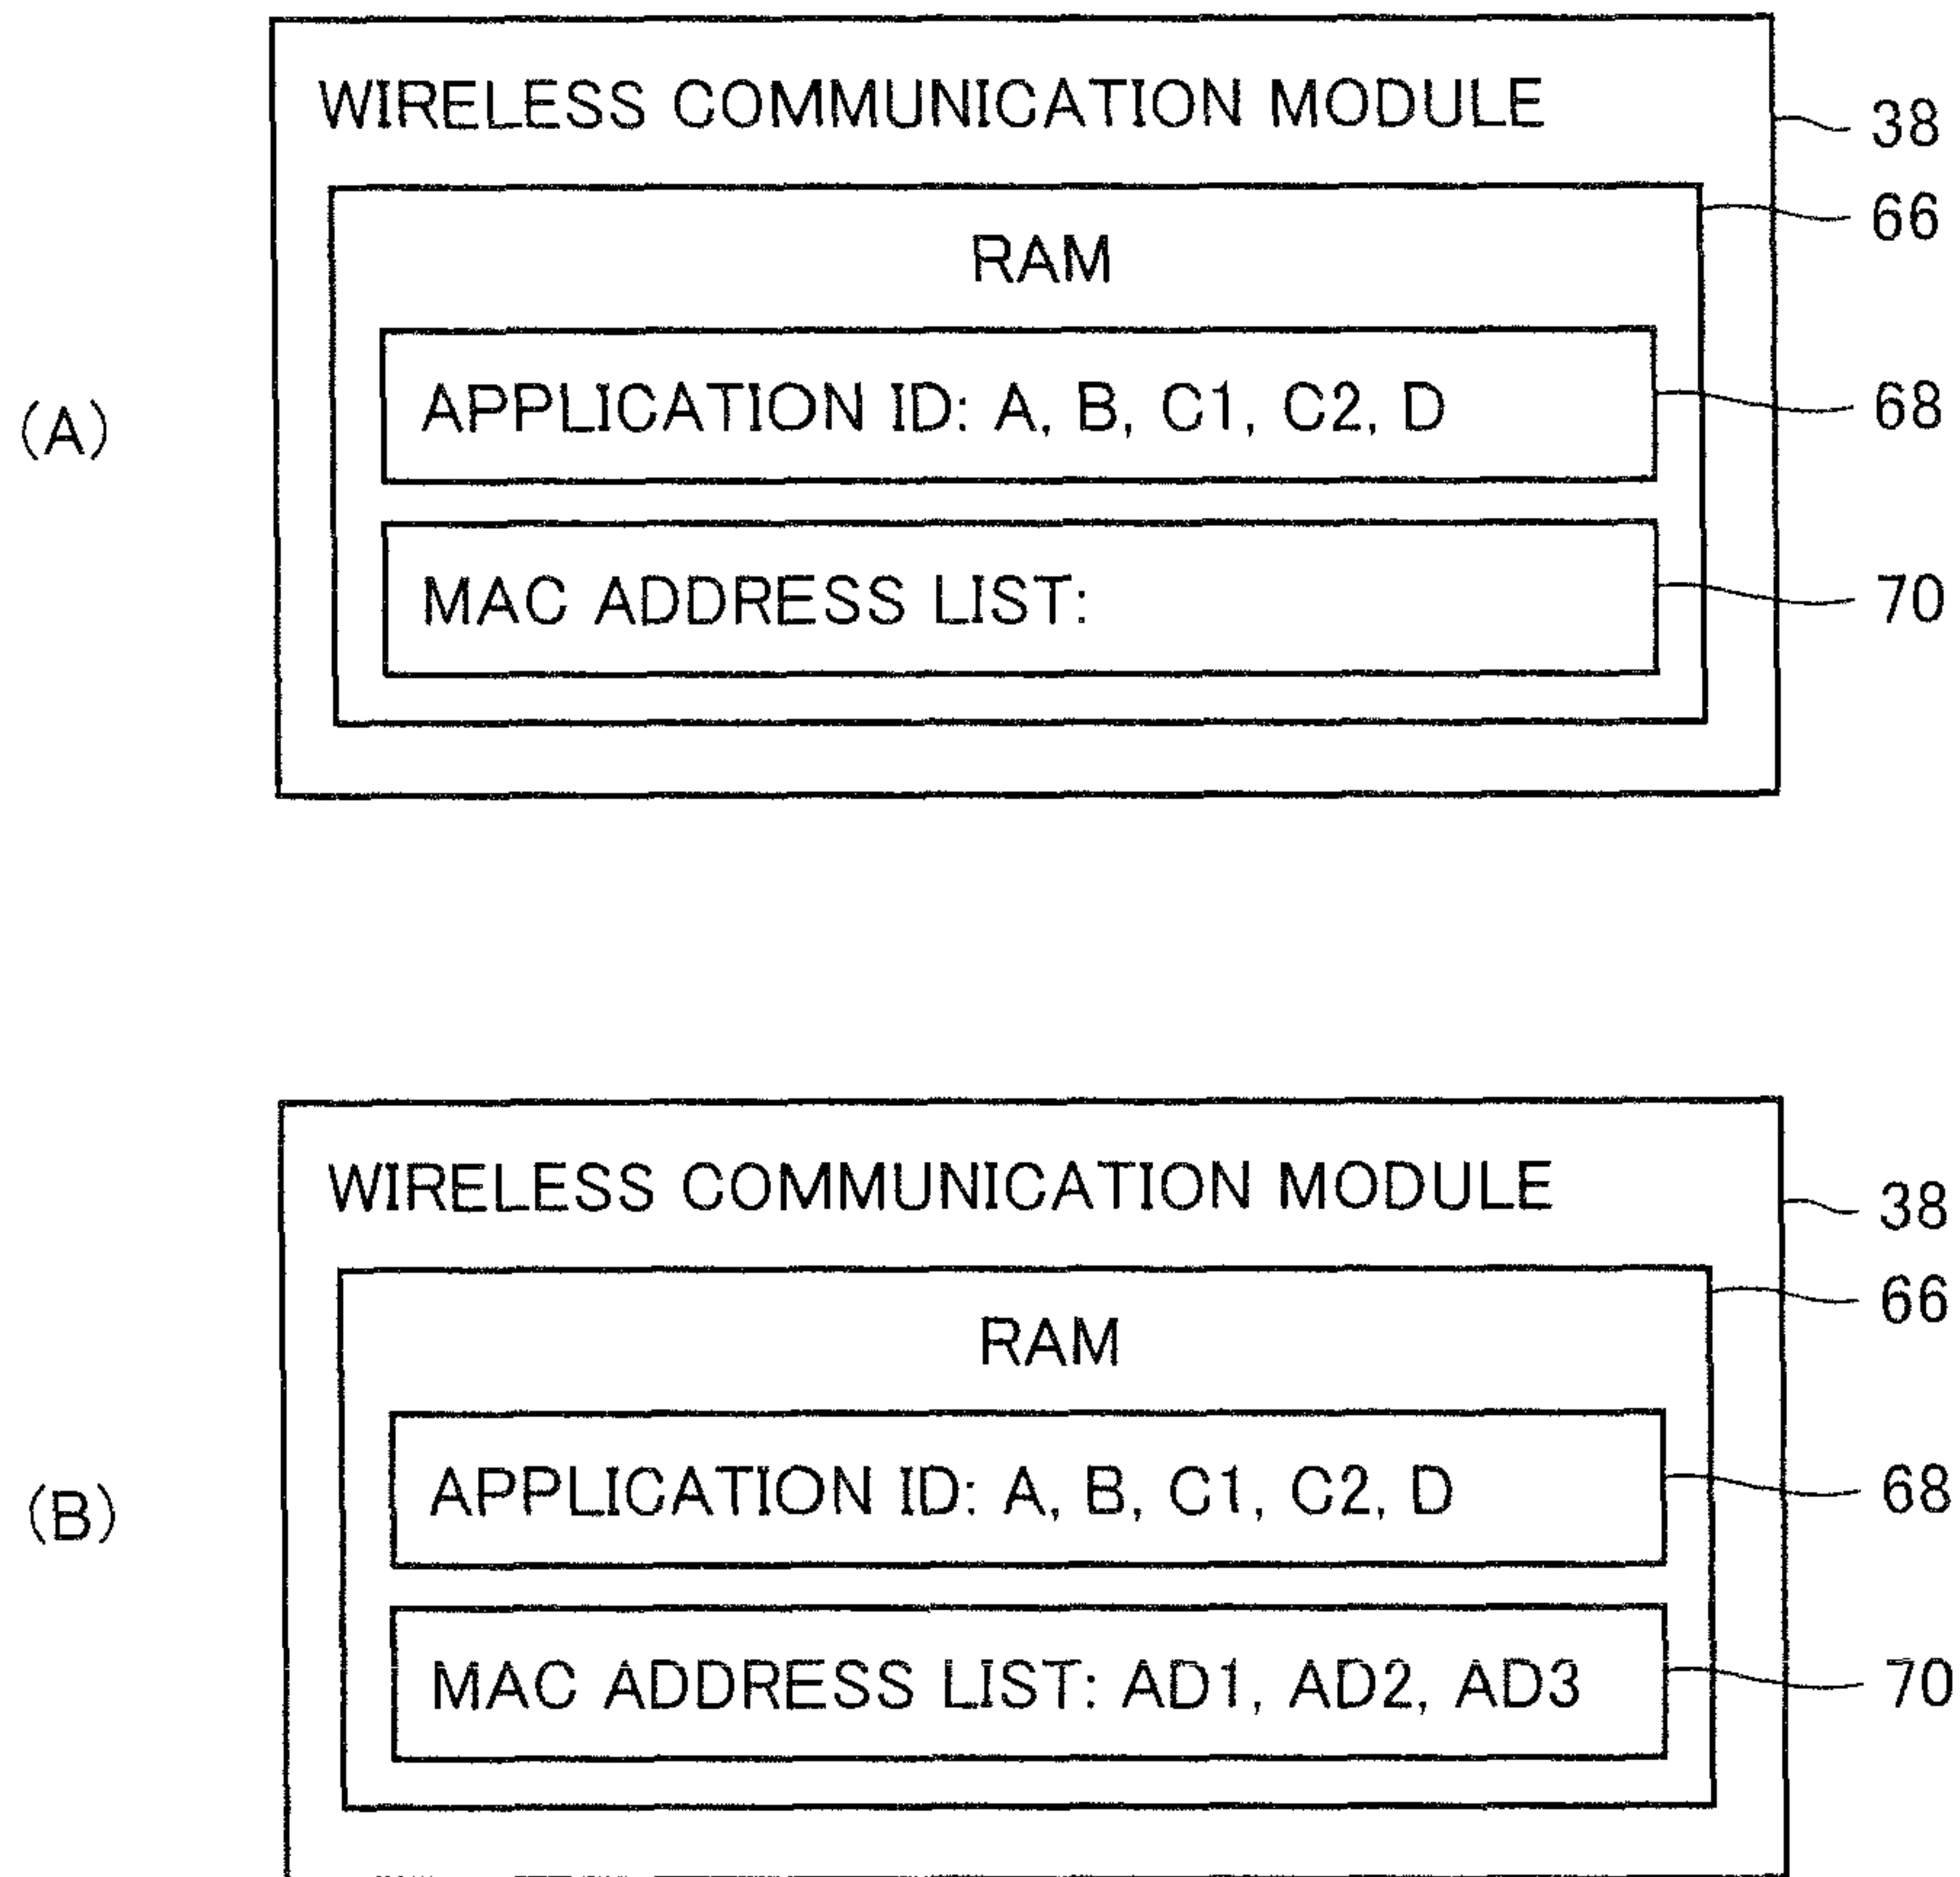 WIRELESS COMMUNICATION MODULE
38
66
RAM
(A)
APPLICATION ID: A, B, C1, C2, D
68
MAC ADDRESS LIST:
70
WIRELESS COMMUNICATION MODULE
38
66
RAM
(B)
APPLICATION ID: A, B, C1, C2, D
68
MAC ADDRESS LIST: AD1, AD2, AD3
70